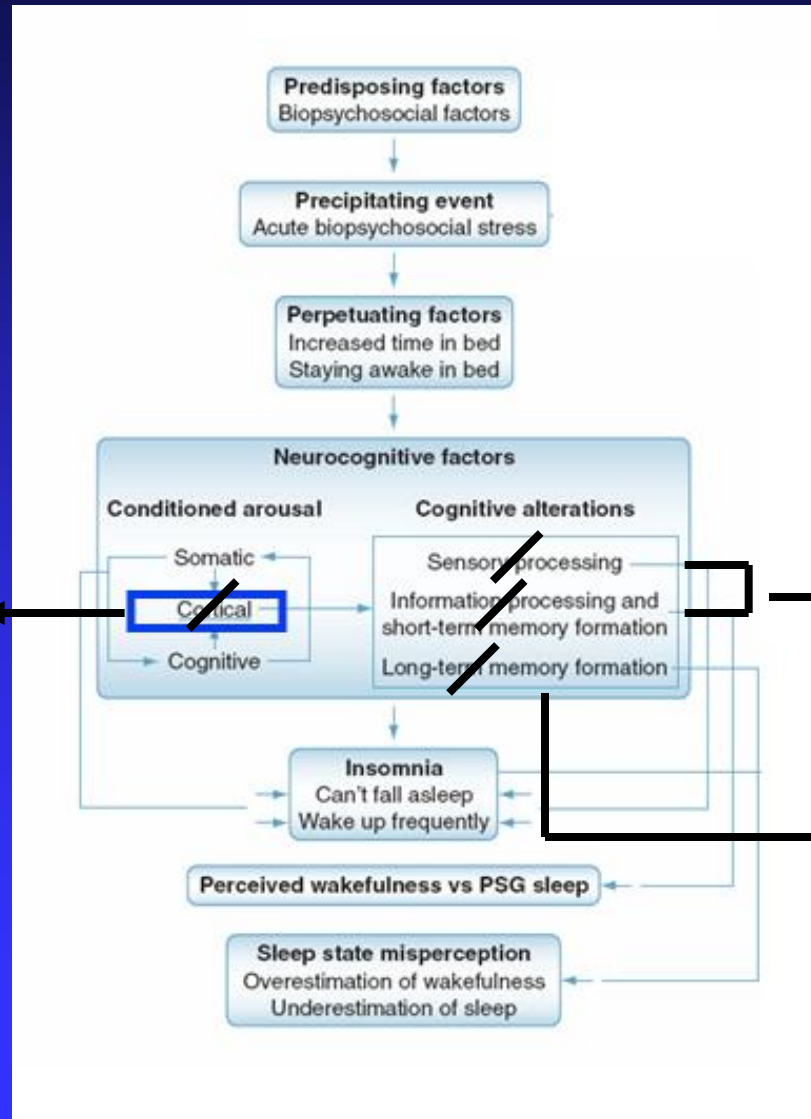 Predisposing factors
Biopsychosocial factors
Precipitating event
Acute biopsychosocial stress
Perpetuating factors
Increased time in bed
Staying awake in bed
Neurocognitive factors
Conditioned arousal
Cognitive alterations
Somatic
Cortical
Cognitive
Sensory processing
Information processing and
short-term memory formation
Long-term memory formation
Insomnia
Can't fall asleep
Wake up frequently
Perceived wakefulness vs PSG sleep
Sleep state misperception
Overestimation of wakefulness
Underestimation of sleep